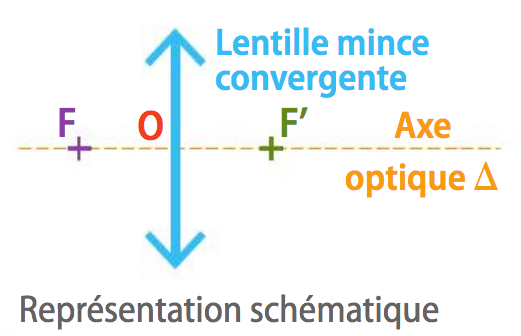 Lentille mince
convergente
F
O
F’
Axe
optique Δ
Représentation schématique